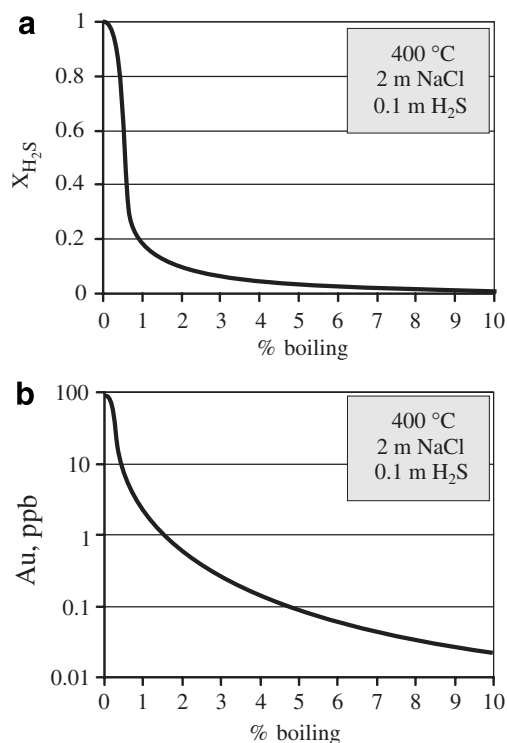 a
1
0.8
0.6
0.4
0.2
0
X_H₂S
400 °C
2 m NaCl
0.1 m H₂S
0 1 2 3 4 5 6 7 8 9 10
% boiling
b
100
10
1
0.1
0.01
Au, ppb
400 °C
2 m NaCl
0.1 m H₂S
0 1 2 3 4 5 6 7 8 9 10
% boiling